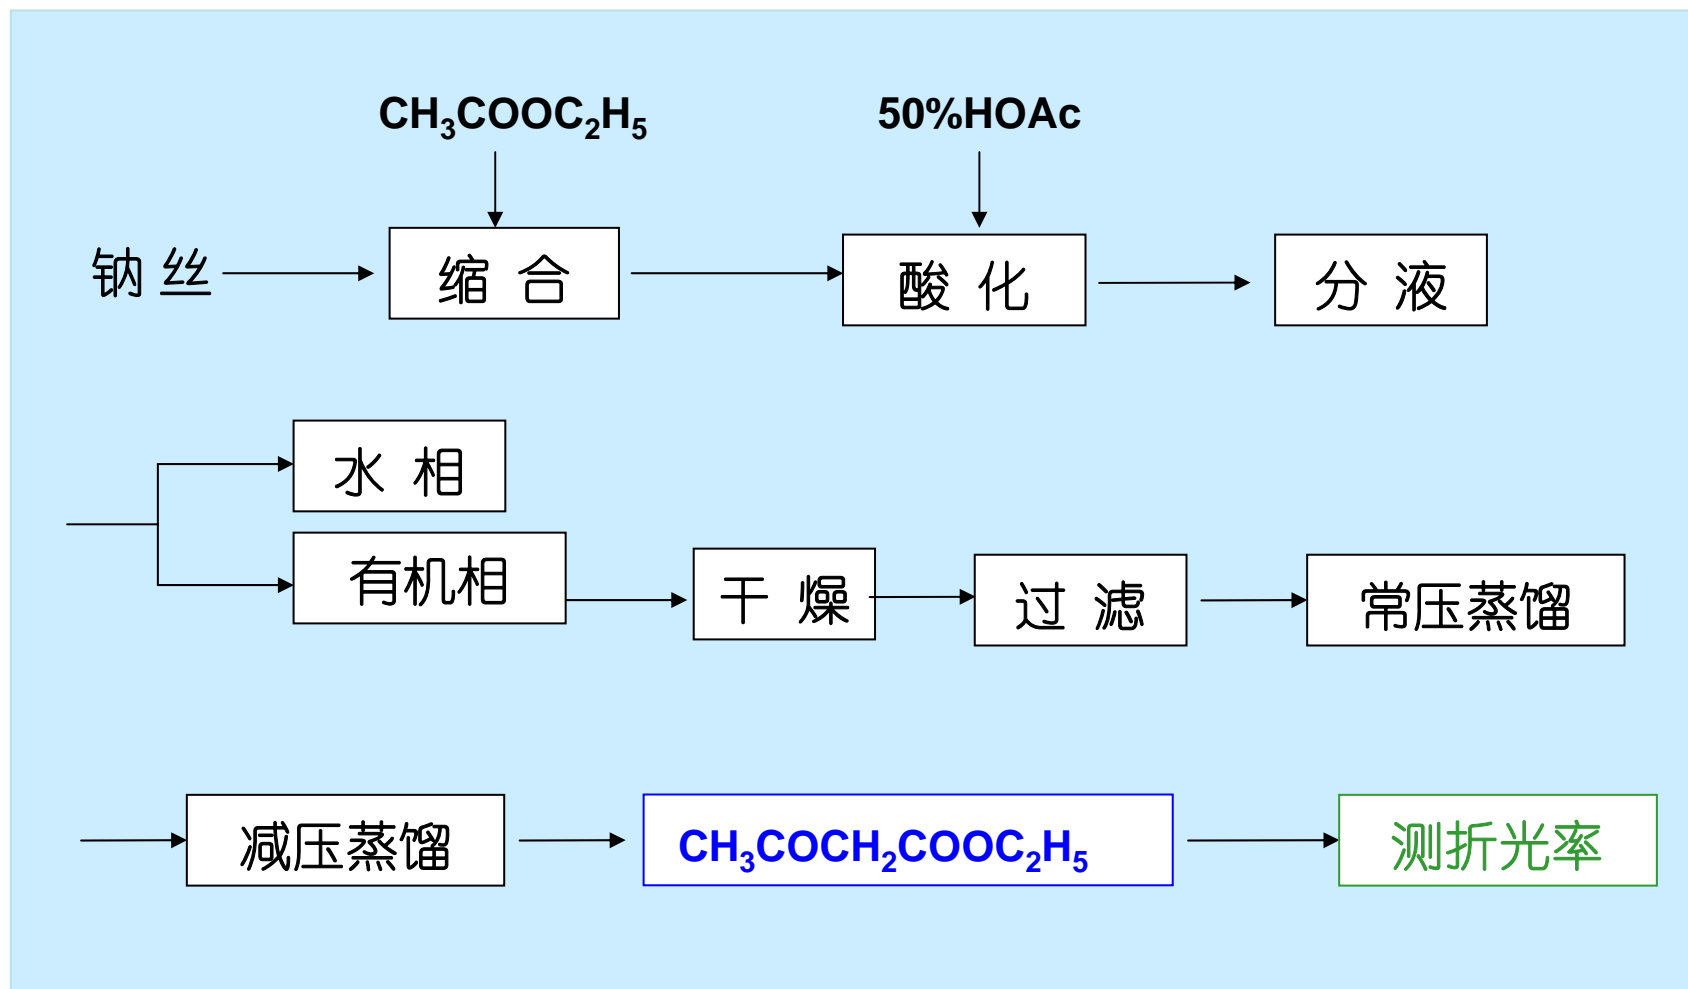 CH₃COOC₂H₅ 50%HOAc
钠 丝 缩 合 酸 化 分 液
水 相
有机相 干 燥 过 滤 常压蒸馏
减压蒸馏 CH₃COCH₂COOC₂H₅ 测折光率